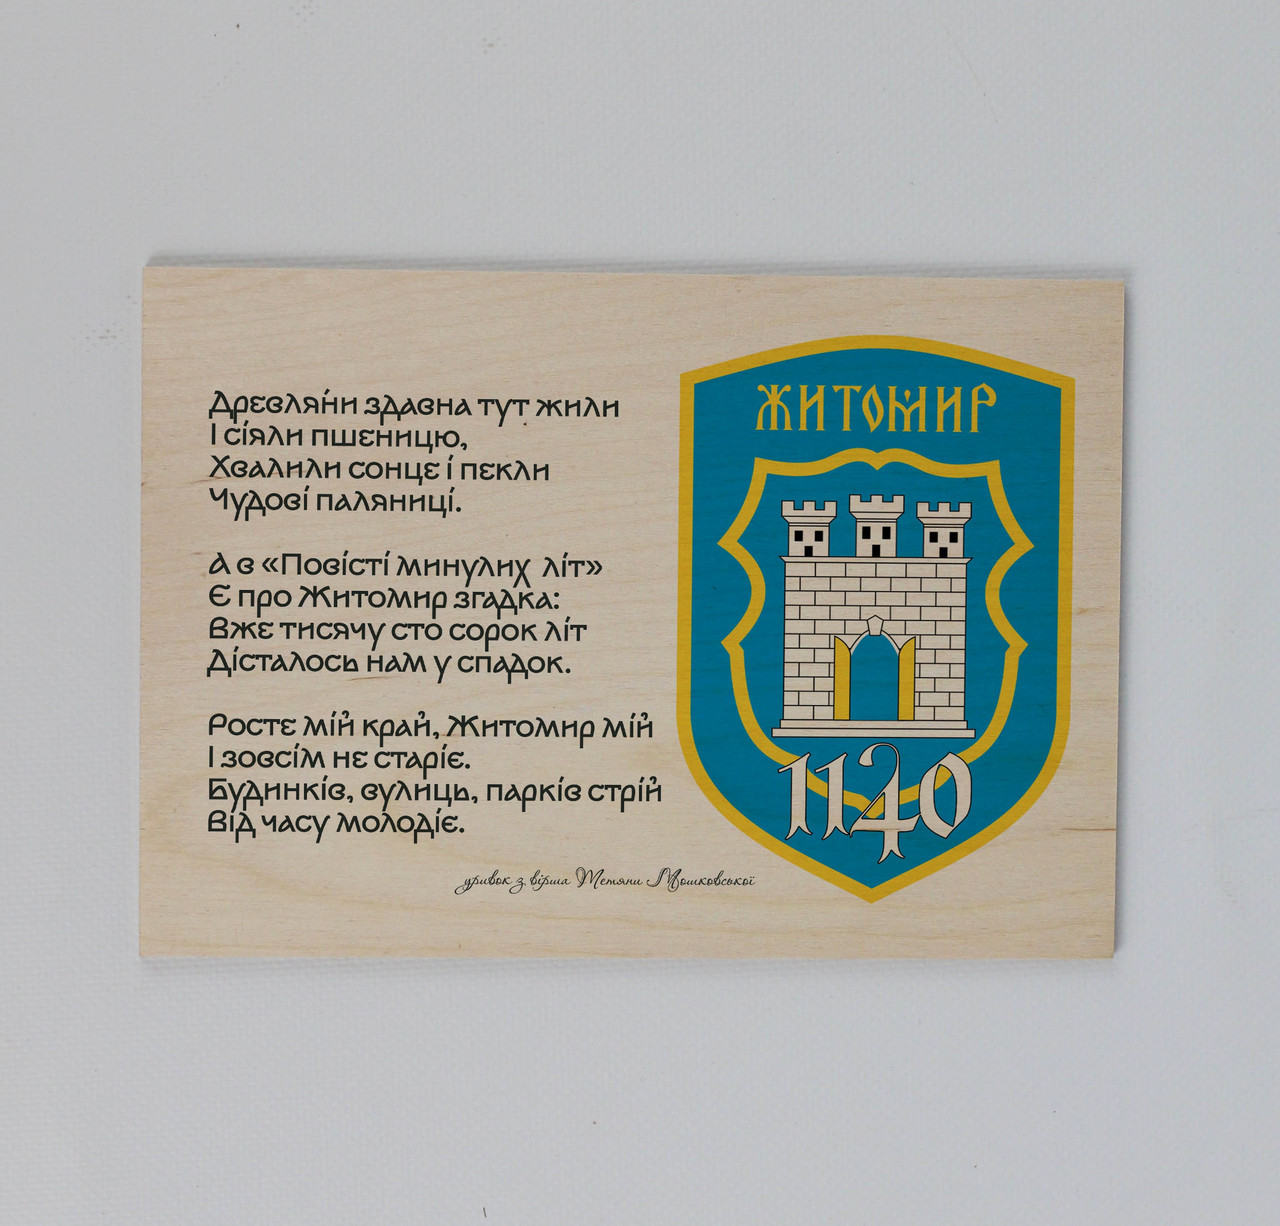 Древляни здавна тут жили
І сіяли пшеницю,
Хвалили сонце і пекли
Чудові паляниці.
А в «Повісті минулих літ»
Є про Житомир згадка:
Вже тисячу сто сорок літ
Дісталось нам у спадок.
Росте мій край, Житомир мій
І зовсім не старіє.
Будинків, вулиць, парків стрій
Від часу молодіє.
уривок з вірша Тетяни Мошковської
ЖИТОМИР
1140